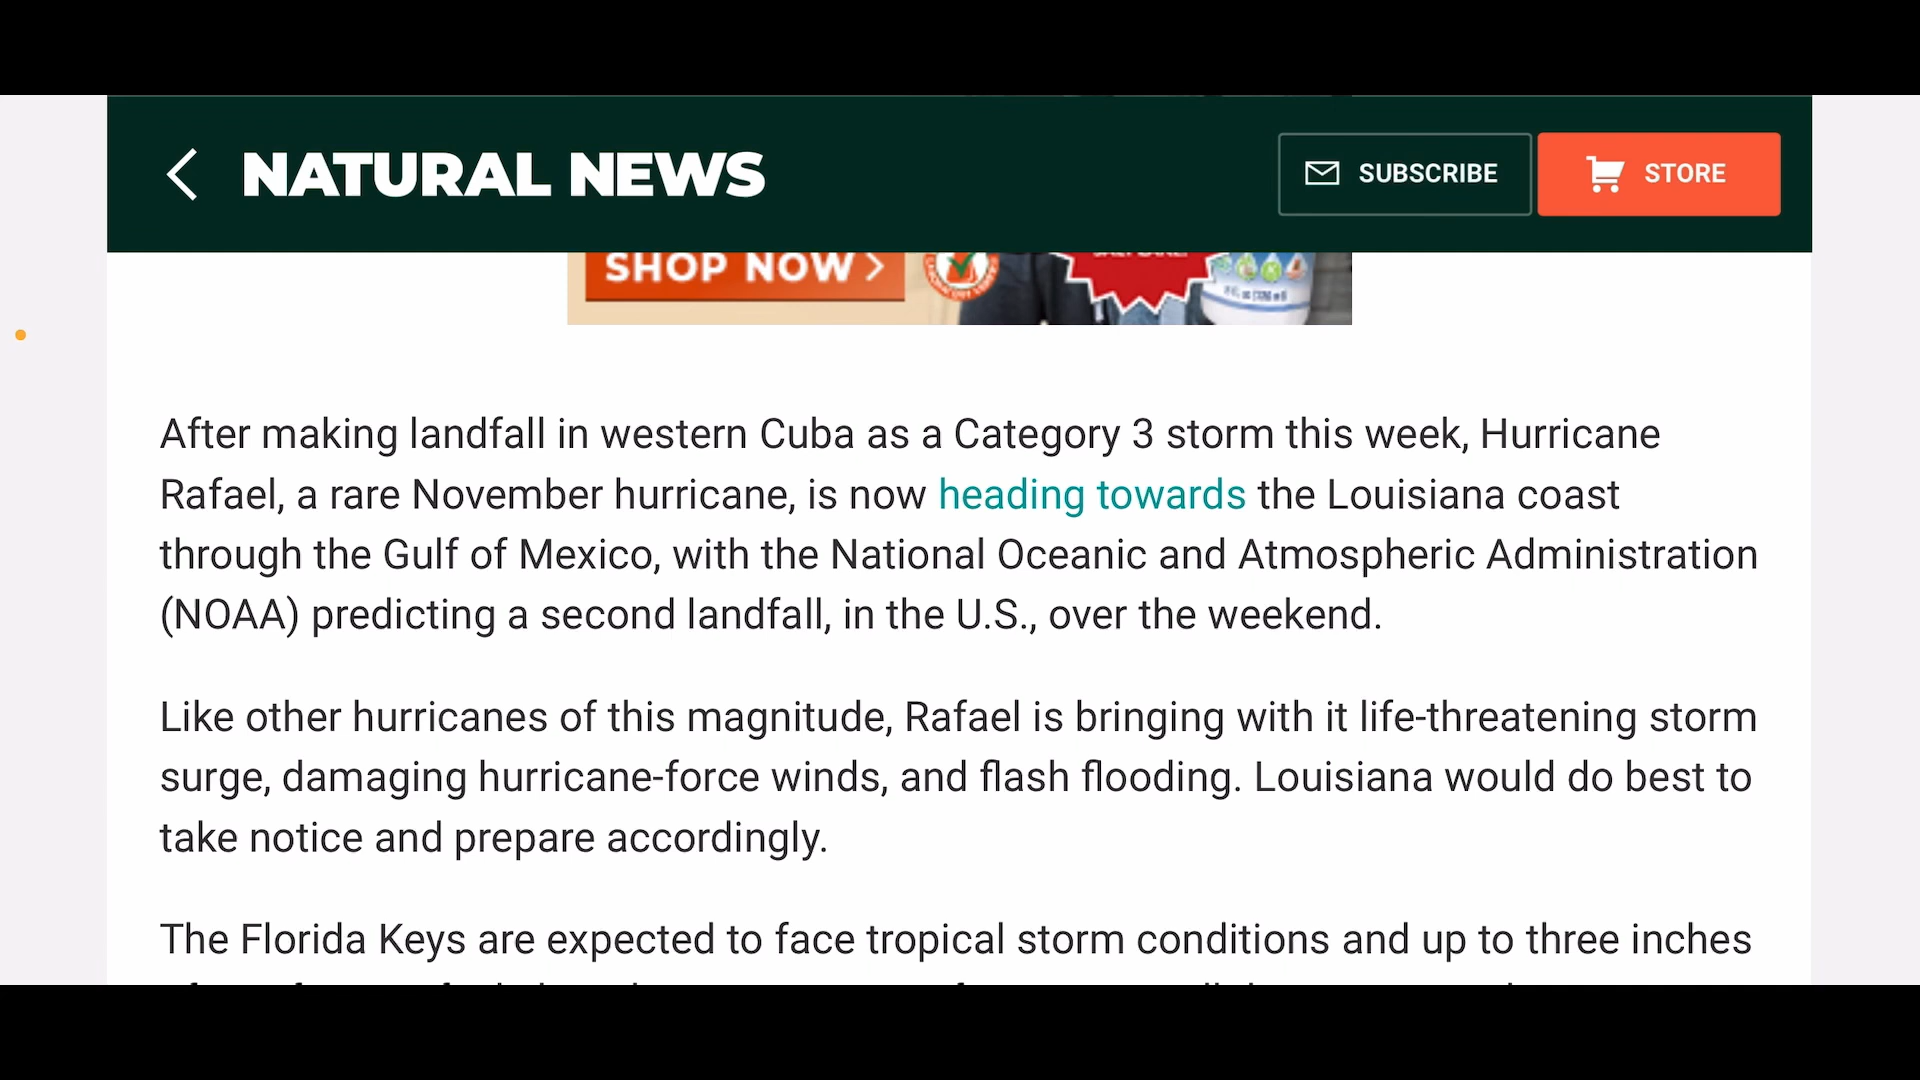 NATURAL NEWS
SUBSCRIBE
STORE
SHOP NOW >
After making landfall in western Cuba as a Category 3 storm this week, Hurricane
Rafael, a rare November hurricane, is now heading towards the Louisiana coast
through the Gulf of Mexico, with the National Oceanic and Atmospheric Administration
(NOAA) predicting a second landfall, in the U.S., over the weekend.
Like other hurricanes of this magnitude, Rafael is bringing with it life-threatening storm
surge, damaging hurricane-force winds, and flash flooding. Louisiana would do best to
take notice and prepare accordingly.
The Florida Keys are expected to face tropical storm conditions and up to three inches